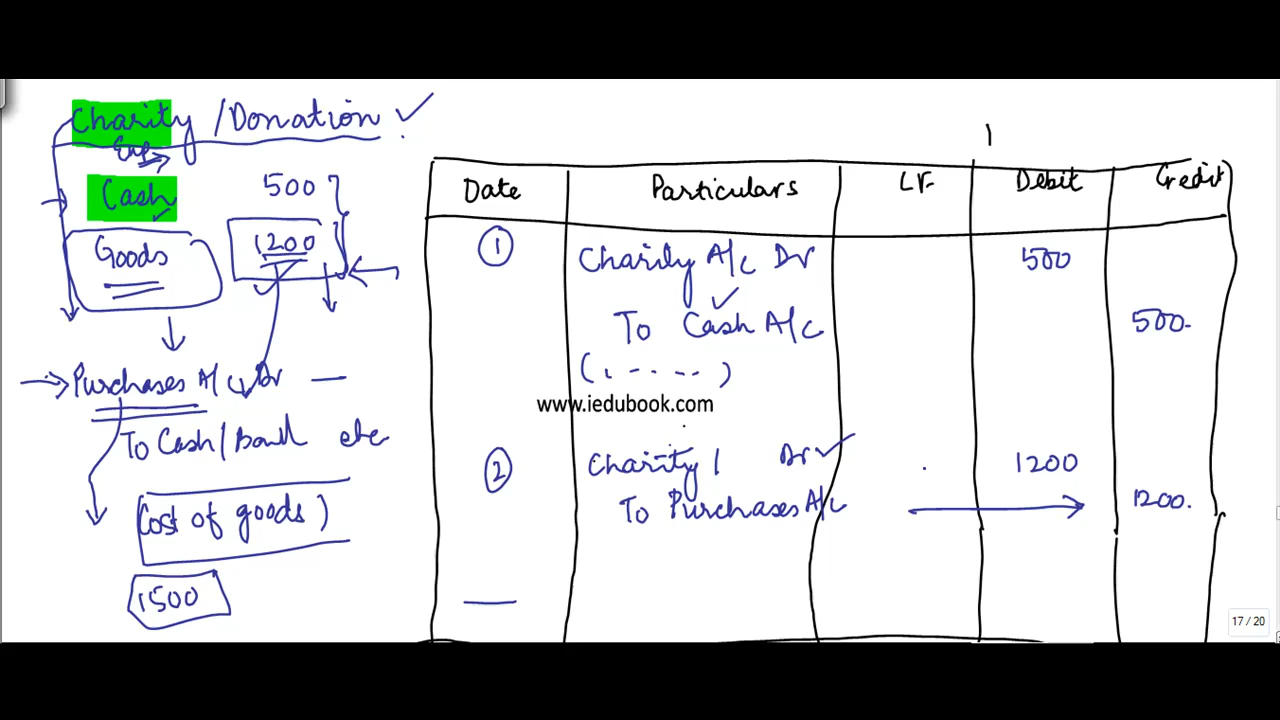 Charity / Donation
Exp
Cash 500
Goods 1200
Purchases A/c Dr —
To Cash/Bank etc
Cost of goods )
1500
Date Particulars L.F. Debit Credit
1 Charity A/c Dr 500
To Cash A/c 500.
(.....)
www.iedubook.com
2 Charity Dr 1200
To Purchases A/c 1200.
17 / 20